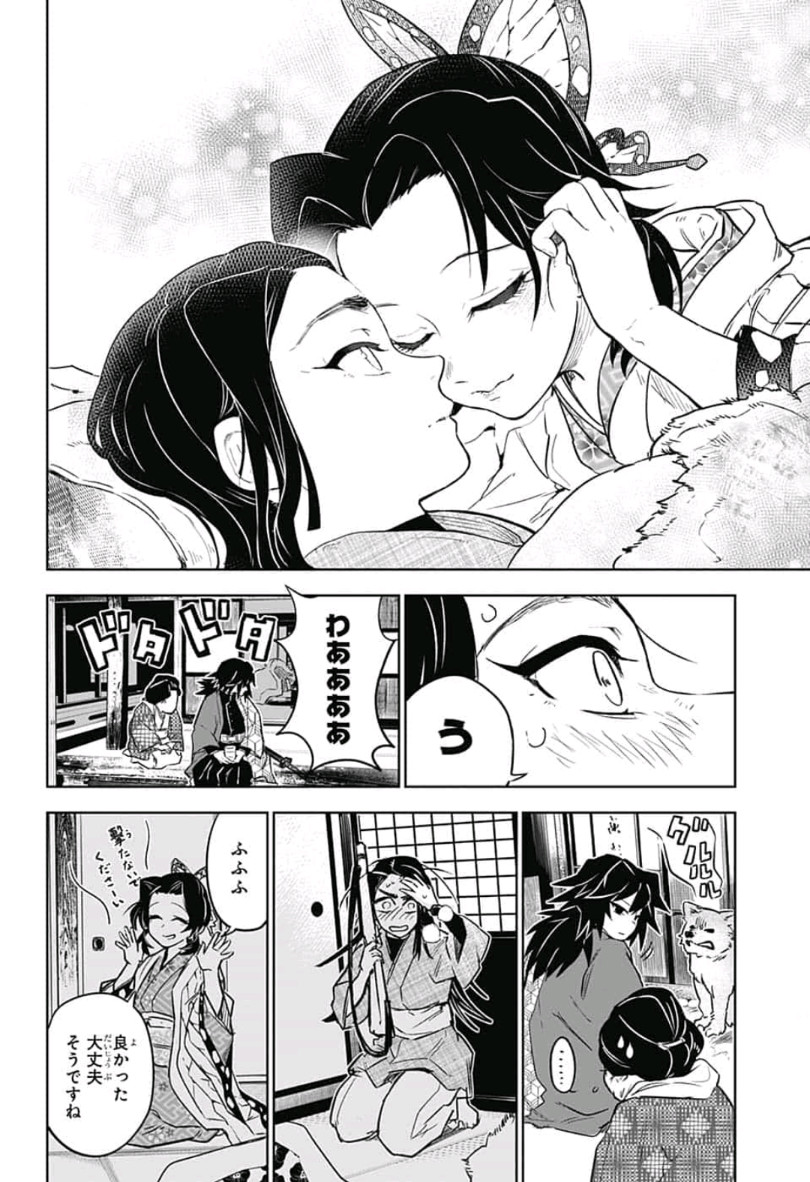 う
わあああああ
ドタ
ドータ
グルルル
……
ふふふ
撃たないで
くださーい
良かった
大丈夫
そうですね